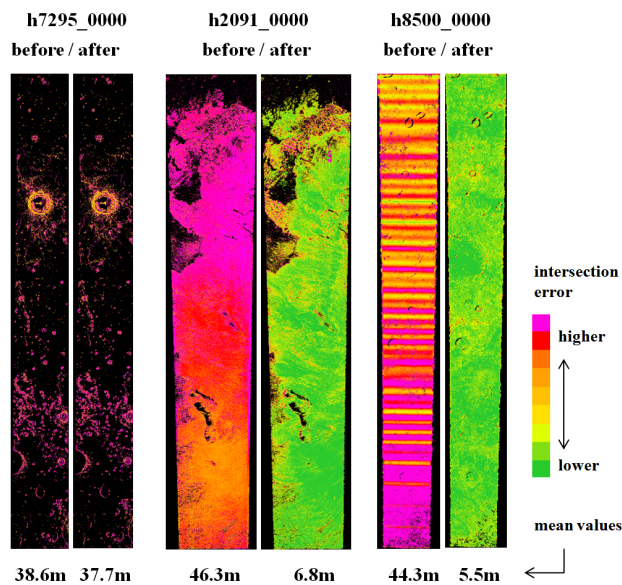 h7295_0000
before / after
h2091_0000
before / after
h8500_0000
before / after
intersection
error
higher
lower
mean values
38.6m 37.7m
46.3m 6.8m
44.3m 5.5m